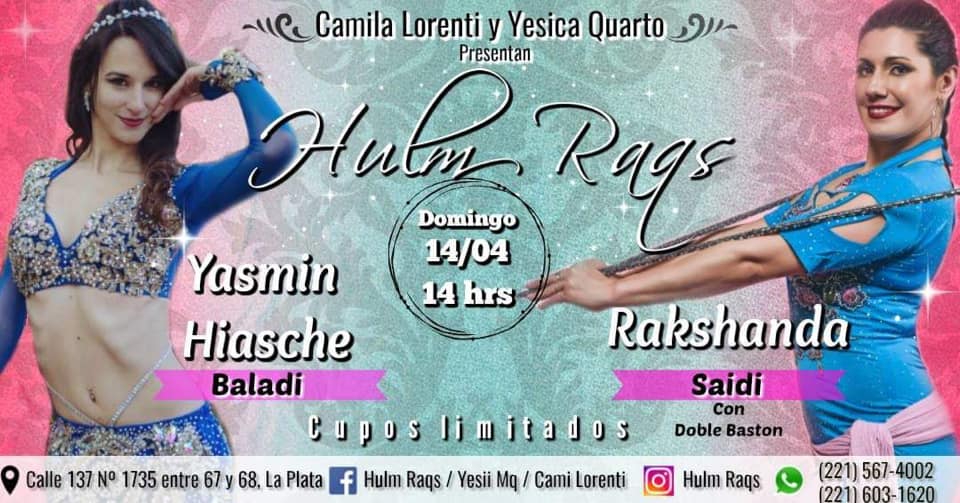 Camila Lorenti y Yesica Quarto
Presentan
Hulm Raqs
Domingo
14/04
14 hrs
Yasmin
Hiasche
Baladi
Rakshanda
Saidi
Con
Doble Baston
Cupos limitados
Calle 137 Nº 1735 entre 67 y 68, La Plata Hulm Raqs / Yesii Mq / Cami Lorenti Hulm Raqs (221) 567-4002
(221) 603-1620